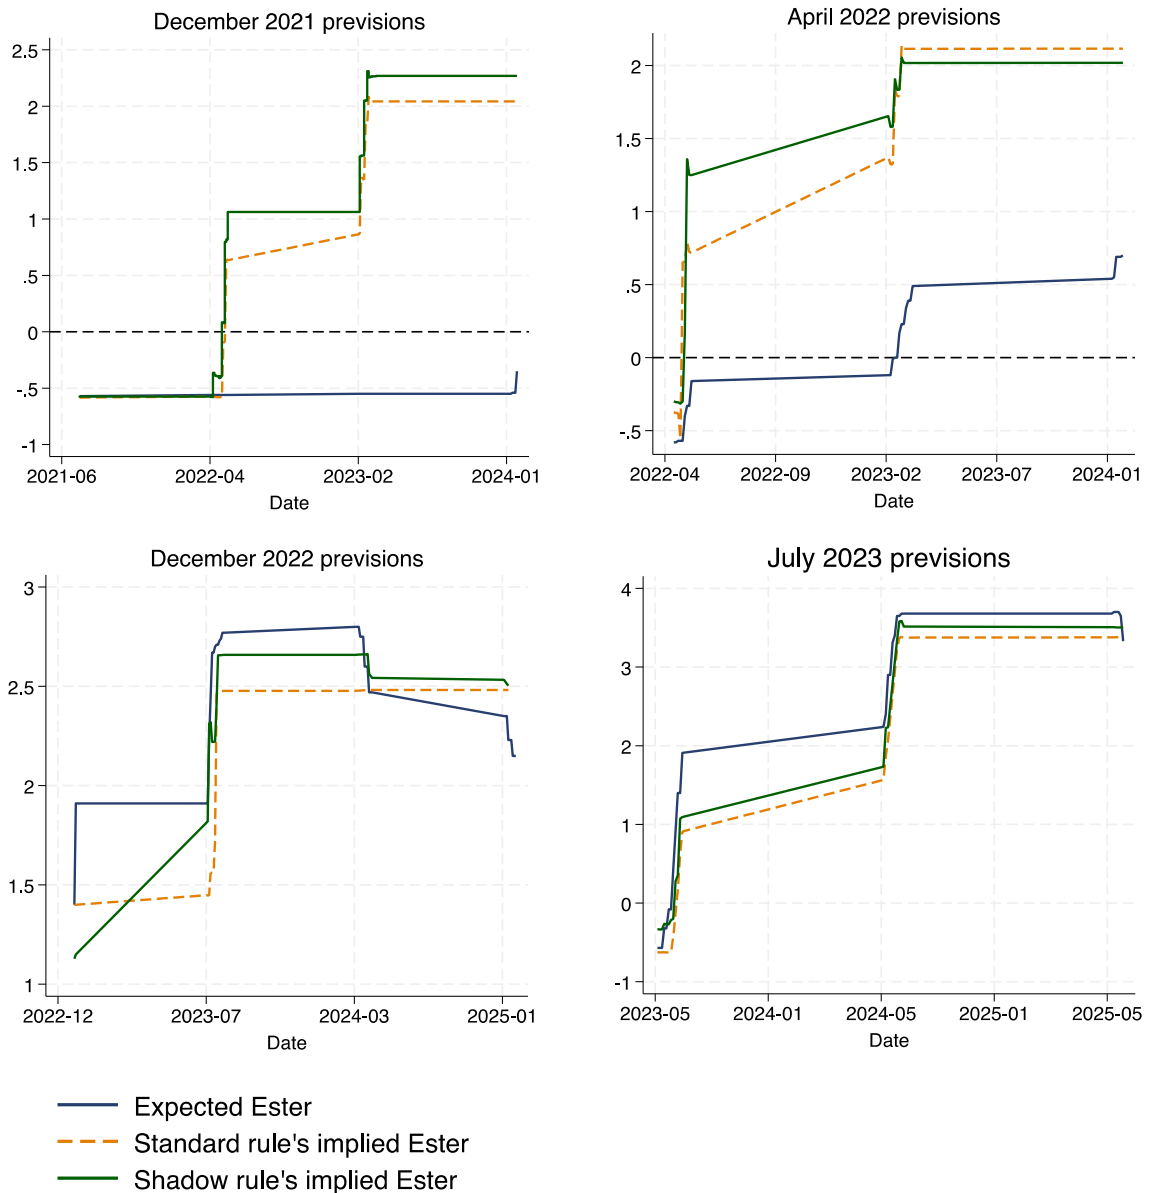 December 2021 previsions
2.5
2
1.5
1
.5
0
-.5
-1
2021-06 2022-04 2023-02 2024-01
Date
April 2022 previsions
2
1.5
1
.5
0
-.5
2022-04 2022-09 2023-02 2023-07 2024-01
Date
December 2022 previsions
3
2.5
2
1.5
1
2022-12 2023-07 2024-03 2025-01
Date
July 2023 previsions
4
3
2
1
0
-1
2023-05 2024-01 2024-05 2025-01 2025-05
Date
Expected Ester
Standard rule's implied Ester
Shadow rule's implied Ester